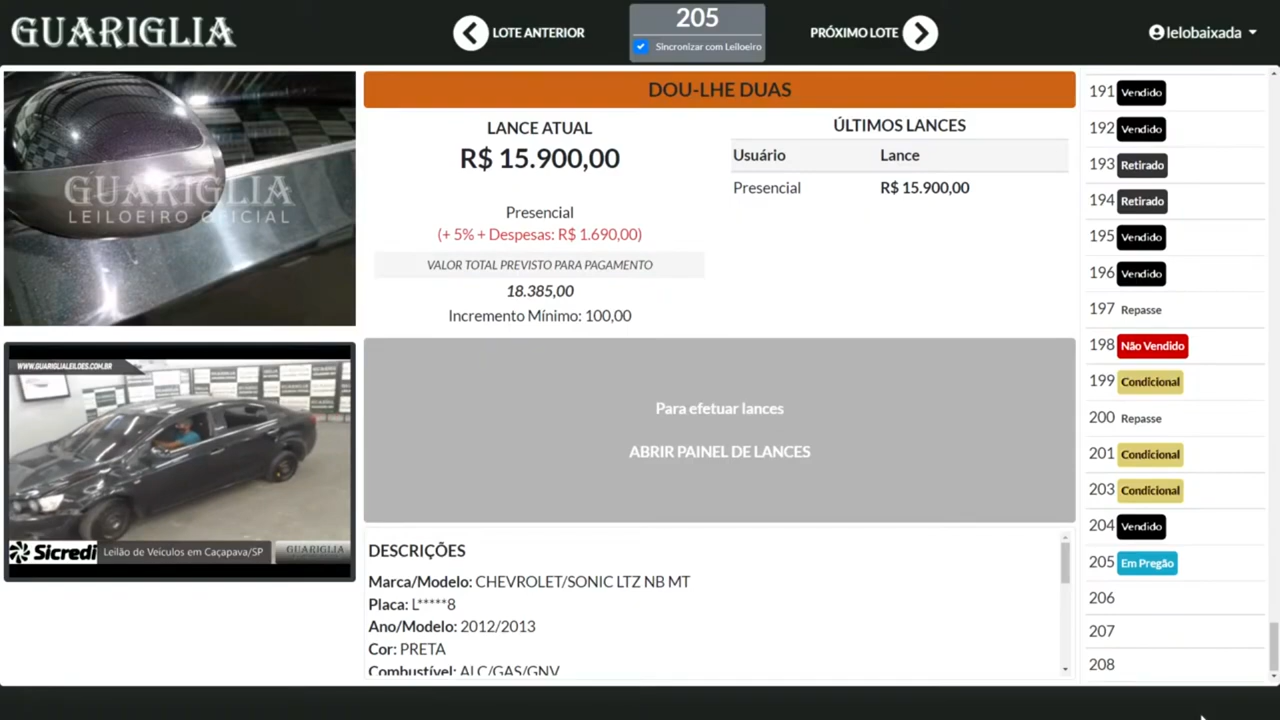 GUARIGLIA
LOTE ANTERIOR
205
Sincronizar com Leiloeiro
PRÓXIMO LOTE
lelobaixada
GUARIGLIA
LEILOEIRO OFICIAL
WWW.GUARIGLIALEILOES.COM.BR
Sicredi
Leilão de Veiculos em Caçapava/SP
GUARIGLIA
DOU-LHE DUAS
LANCE ATUAL
R$ 15.900,00
Presencial
(+ 5% + Despesas: R$ 1.690,00)
VALOR TOTAL PREVISTO PARA PAGAMENTO
18.385,00
Incremento Mínimo: 100,00
ÚLTIMOS LANCES
Usuário Lance
Presencial R$ 15.900,00
Para efetuar lances
ABRIR PAINEL DE LANCES
DESCRIÇÕES
Marca/Modelo: CHEVROLET/SONIC LTZ NB MT
Placa: L*****8
Ano/Modelo: 2012/2013
Cor: PRETA
Combustível: ALC/GAS/GNV
191 Vendido
192 Vendido
193 Retirado
194 Retirado
195 Vendido
196 Vendido
197 Repasse
198 Não Vendido
199 Condicional
200 Repasse
201 Condicional
203 Condicional
204 Vendido
205 Em Pregão
206
207
208